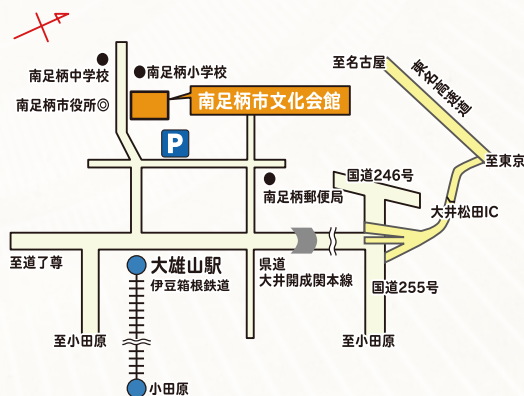 至名古屋
東名高速道
南足柄中学校
南足柄小学校
南足柄市役所◎
南足柄市文化会館
P
至東京
国道246号
南足柄郵便局
大井松田IC
至道了尊
大雄山駅
伊豆箱根鉄道
県道
大井開成関本線
国道255号
至小田原
至小田原
小田原